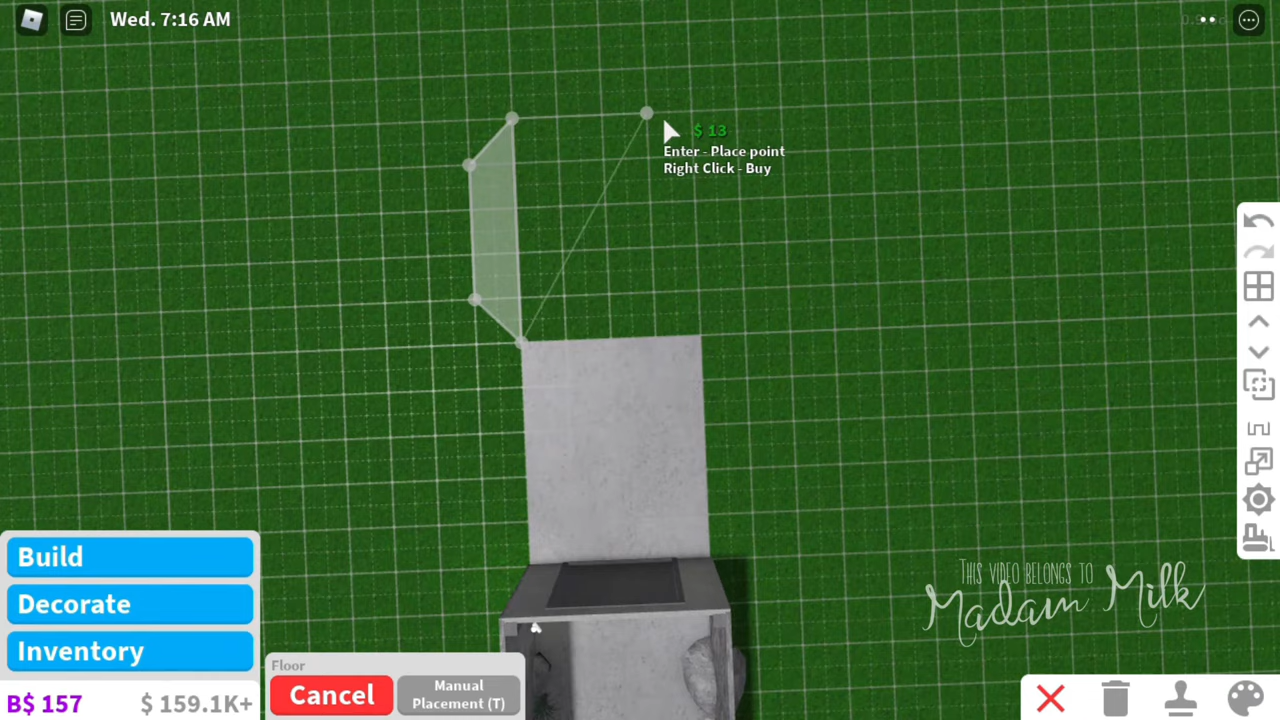 Wed. 7:16 AM
$ 13
Enter - Place point
Right Click - Buy
Build
Decorate
Inventory
B$ 157
$ 159.1K+
Floor
Cancel
Manual
Placement (T)
THIS VIDEO BELONGS TO
Madam Milk